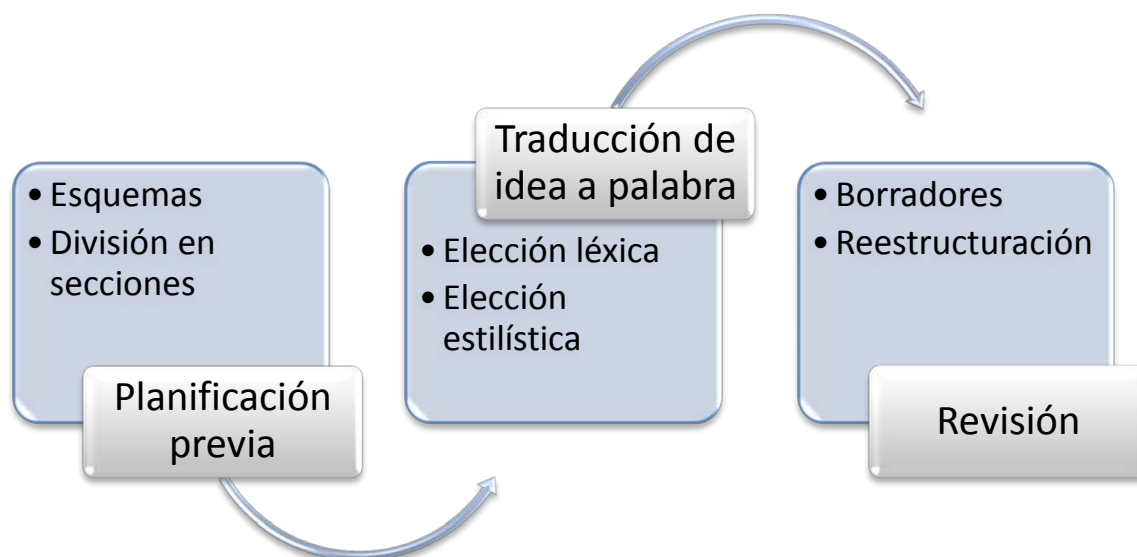 • Esquemas
• División en
secciones
Planificación
previa
Traducción de
idea a palabra
• Elección léxica
• Elección
estilística
• Borradores
• Reestructuración
Revisión